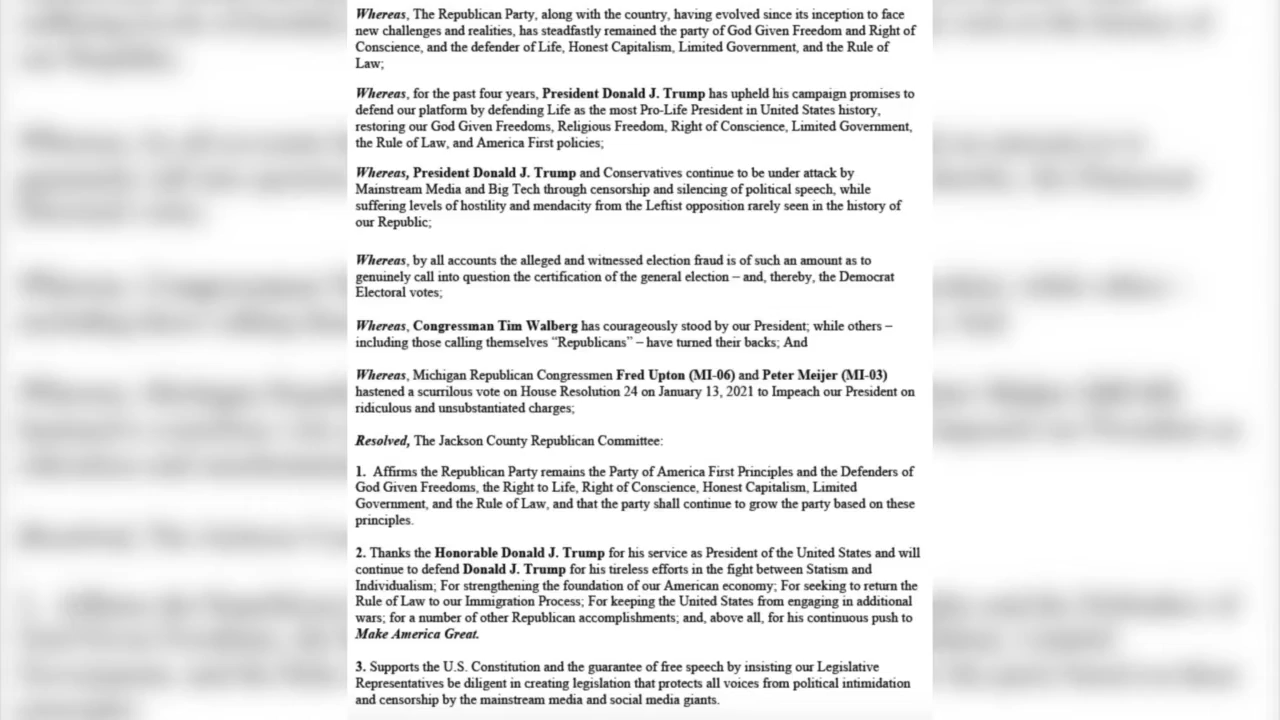 Whereas, The Republican Party, along with the country, having evolved since its inception to face
new challenges and realities, has steadfastly remained the party of God Given Freedom and Right of
Conscience, and the defender of Life, Honest Capitalism, Limited Government, and the Rule of
Law;
Whereas, for the past four years, President Donald J. Trump has upheld his campaign promises to
defend our platform by defending Life as the most Pro-Life President in United States history,
restoring our God Given Freedoms, Religious Freedom, Right of Conscience, Limited Government,
the Rule of Law, and America First policies;
Whereas, President Donald J. Trump and Conservatives continue to be under attack by
Mainstream Media and Big Tech through censorship and silencing of political speech, while
suffering levels of hostility and mendacity from the Leftist opposition rarely seen in the history of
our Republic;
Whereas, by all accounts the alleged and witnessed election fraud is of such an amount as to
genuinely call into question the certification of the general election – and, thereby, the Democrat
Electoral votes;
Whereas, Congressman Tim Walberg has courageously stood by our President; while others –
including those calling themselves “Republicans” – have turned their backs; And
Whereas, Michigan Republican Congressmen Fred Upton (MI-06) and Peter Meijer (MI-03)
hastened a scurrilous vote on House Resolution 24 on January 13, 2021 to Impeach our President on
ridiculous and unsubstantiated charges;
Resolved, The Jackson County Republican Committee:
1. Affirms the Republican Party remains the Party of America First Principles and the Defenders of
God Given Freedoms, the Right to Life, Right of Conscience, Honest Capitalism, Limited
Government, and the Rule of Law, and that the party shall continue to grow the party based on these
principles.
2. Thanks the Honorable Donald J. Trump for his service as President of the United States and will
continue to defend Donald J. Trump for his tireless efforts in the fight between Statism and
Individualism; For strengthening the foundation of our American economy; For seeking to return the
Rule of Law to our Immigration Process; For keeping the United States from engaging in additional
wars; for a number of other Republican accomplishments; and, above all, for his continuous push to
Make America Great.
3. Supports the U.S. Constitution and the guarantee of free speech by insisting our Legislative
Representatives be diligent in creating legislation that protects all voices from political intimidation
and censorship by the mainstream media and social media giants.